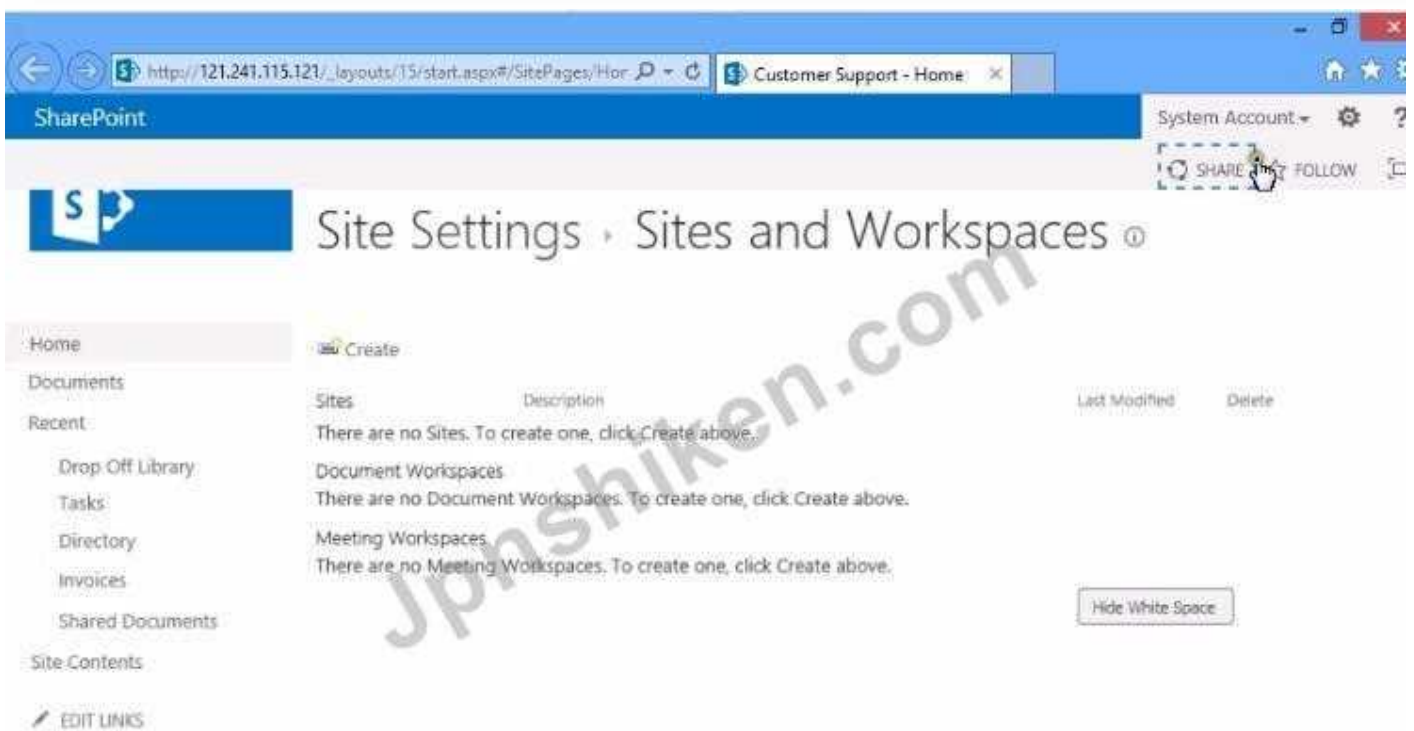 http://121.241.115.121/_layouts/15/start.aspx#/SitePages/Hor
Customer Support - Home
SharePoint
System Account
?
SHARE
FOLLOW
S
Site Settings › Sites and Workspaces
Home
Create
Documents
Sites Description Last Modified Delete
Recent
There are no Sites. To create one, click Create above.
Drop Off Library
Document Workspaces
Tasks
There are no Document Workspaces. To create one, click Create above.
Directory
Meeting Workspaces
Invoices
There are no Meeting Workspaces. To create one, click Create above.
Hide White Space
Shared Documents
Site Contents
EDIT LINKS
Jpnshiken.com